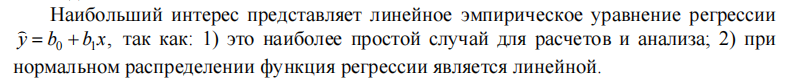 Наибольший интерес представляет линейное эмпирическое уравнение регрессии
ŷ = b₀ + b₁x, так как: 1) это наиболее простой случай для расчетов и анализа; 2) при
нормальном распределении функция регрессии является линейной.